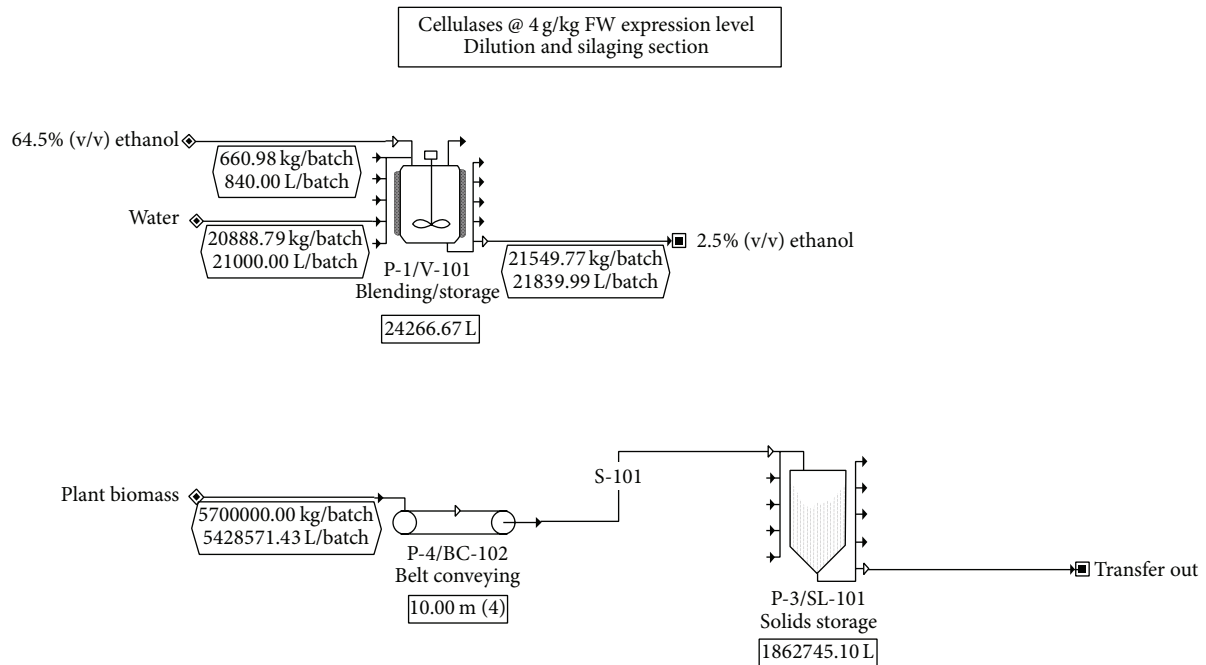 Cellulases @ 4 g/kg FW expression level
Dilution and silaging section
64.5% (v/v) ethanol
660.98 kg/batch
840.00 L/batch
Water
20888.79 kg/batch
21000.00 L/batch
P-1/V-101
Blending/storage
24266.67 L
21549.77 kg/batch
21839.99 L/batch
2.5% (v/v) ethanol
Plant biomass
5700000.00 kg/batch
5428571.43 L/batch
P-4/BC-102
Belt conveying
10.00 m (4)
S-101
P-3/SL-101
Solids storage
1862745.10 L
Transfer out